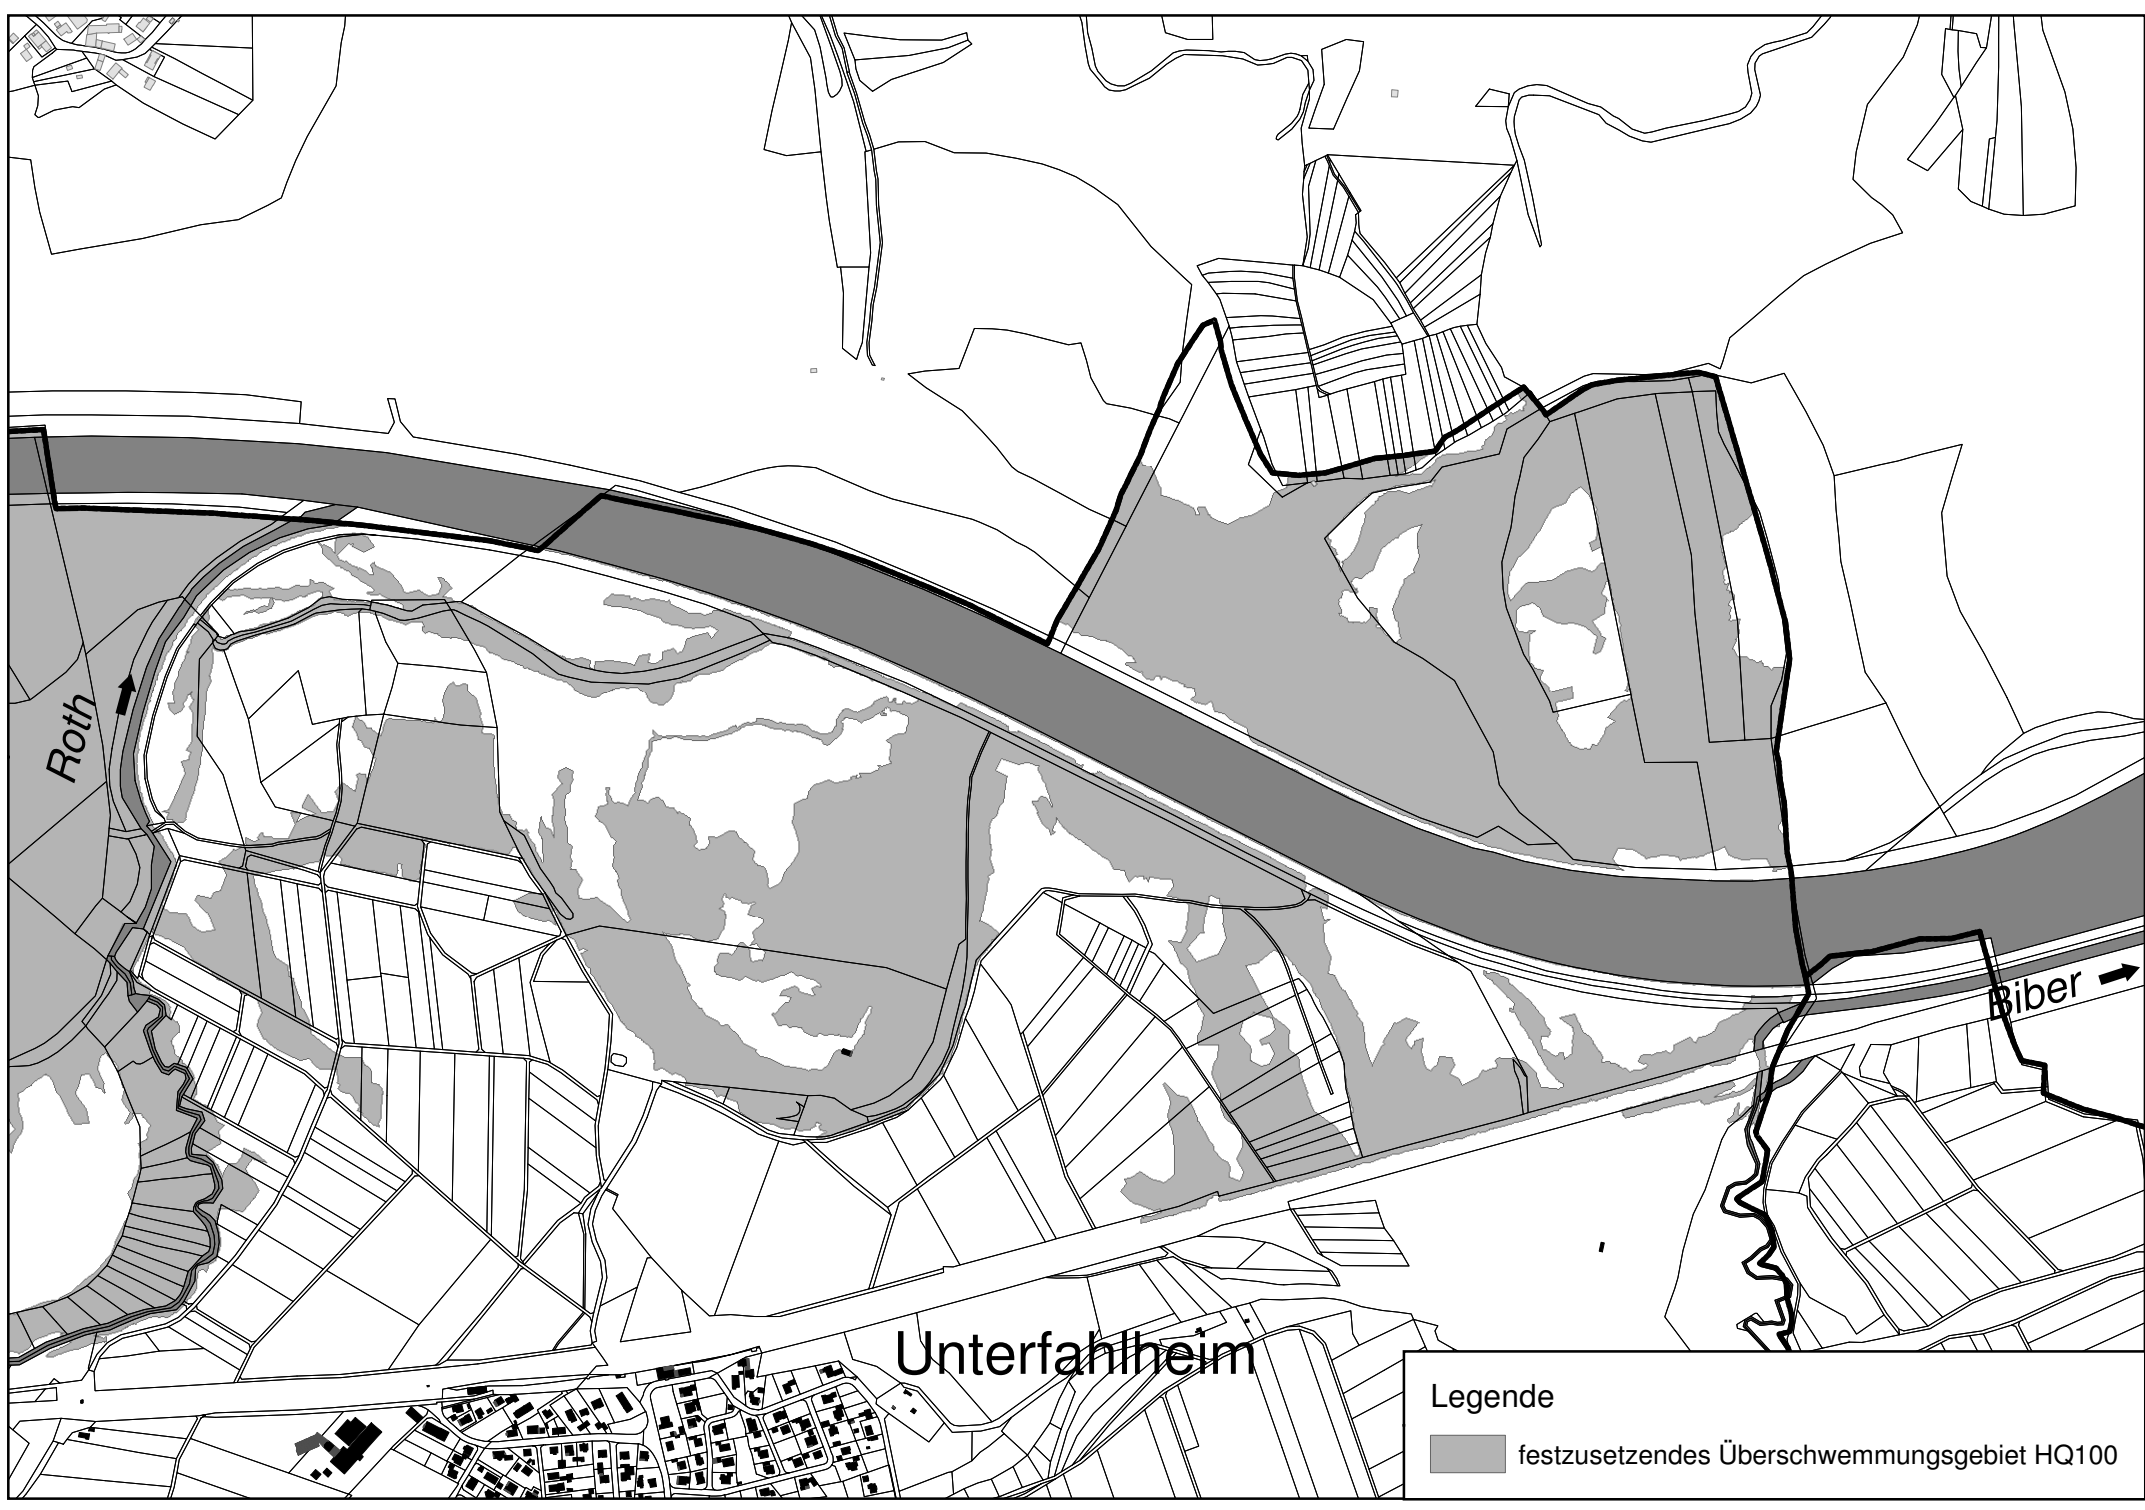 Roth
Biber
Unterfahlheim
Legende
festzusetzendes Überschwemmungsgebiet HQ100